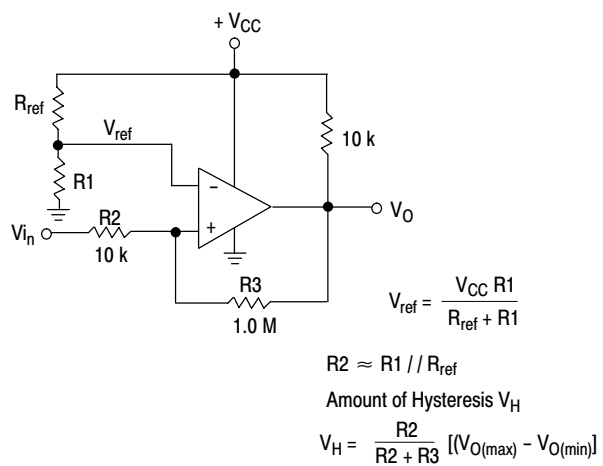 + VCC
Rref
Vref
10 k
R1
-
+
VO
Vin
R2
10 k
R3
1.0 M
Vref = VCC R1 / Rref + R1
R2 ≈ R1 / / Rref
Amount of Hysteresis VH
VH = R2 / R2 + R3 [(VO(max) – VO(min)]